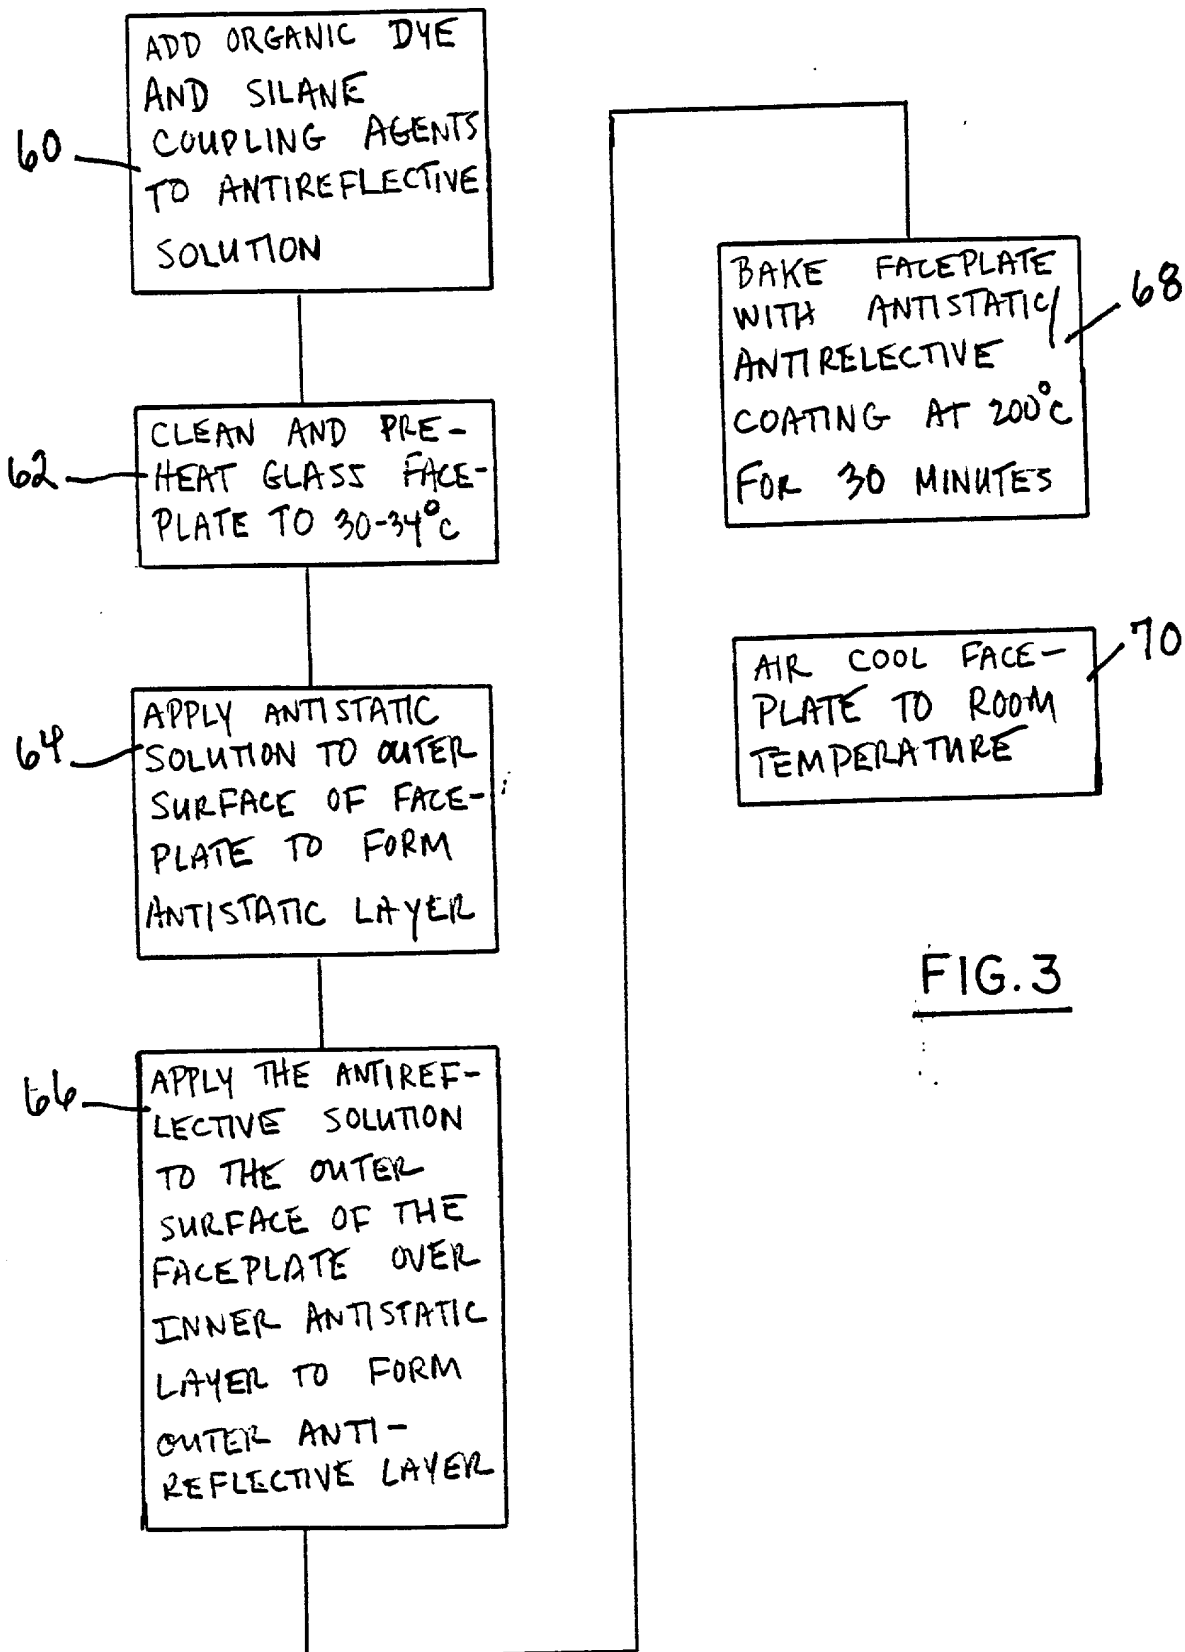 60
ADD ORGANIC DYE
AND SILANE
COUPLING AGENTS
TO ANTIREFLECTIVE
SOLUTION
62
CLEAN AND PRE-
HEAT GLASS FACE-
PLATE TO 30-34°C
64
APPLY ANTISTATIC
SOLUTION TO OUTER
SURFACE OF FACE-
PLATE TO FORM
ANTISTATIC LAYER
66
APPLY THE ANTIREF-
LECTIVE SOLUTION
TO THE OUTER
SURFACE OF THE
FACEPLATE OVER
INNER ANTISTATIC
LAYER TO FORM
OUTER ANTI-
REFLECTIVE LAYER
68
BAKE FACEPLATE
WITH ANTISTATIC/
ANTIRELECTIVE
COATING AT 200°C
FOR 30 MINUTES
70
AIR COOL FACE-
PLATE TO ROOM
TEMPERATURE
FIG. 3